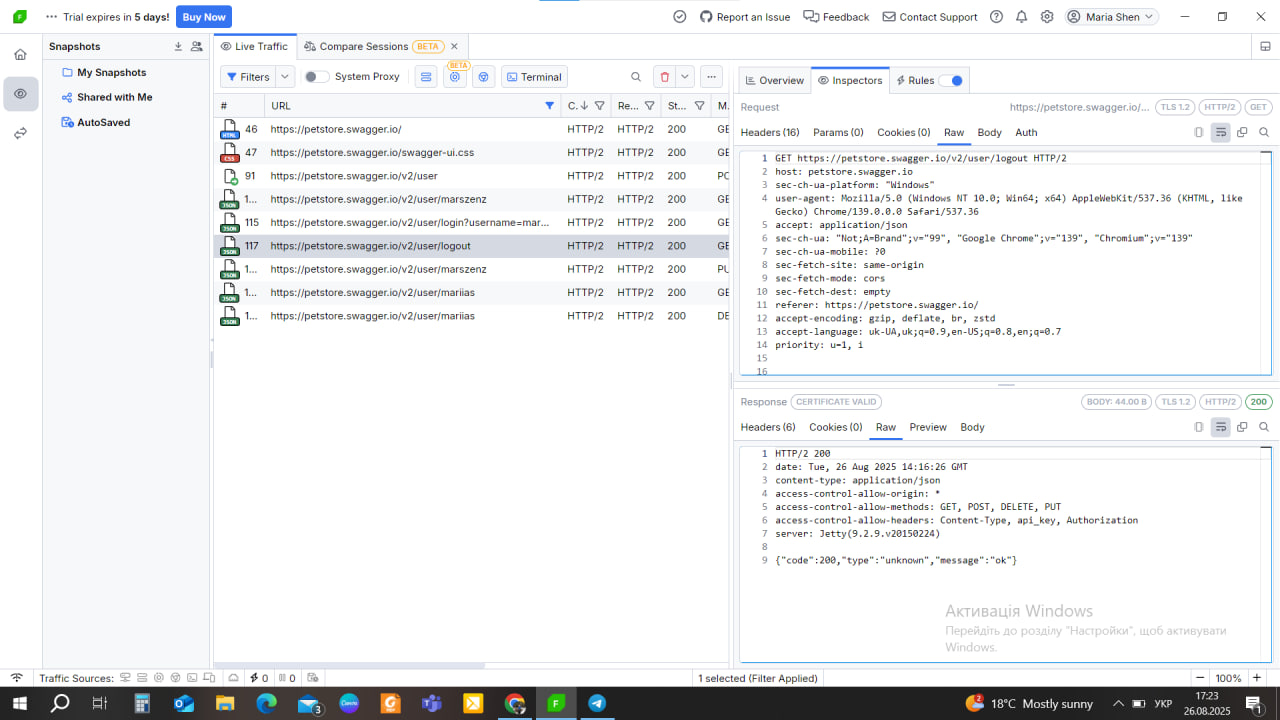 Trial expires in 5 days!
Buy Now
Report an Issue
Feedback
Contact Support
Maria Shen
Snapshots
My Snapshots
Shared with Me
AutoSaved
Live Traffic
Compare Sessions BETA
Filters
System Proxy
BETA
Terminal
# URL C. Re... St... M.
HTML 46 https://petstore.swagger.io/ HTTP/2 HTTP/2 200 GE
CSS 47 https://petstore.swagger.io/swagger-ui.css HTTP/2 HTTP/2 200 GE
91 https://petstore.swagger.io/v2/user HTTP/2 HTTP/2 200 PO
JSON 1... https://petstore.swagger.io/v2/user/marszenz HTTP/2 HTTP/2 200 GE
JSON 115 https://petstore.swagger.io/v2/user/login?username=mar... HTTP/2 HTTP/2 200 GE
JSON 117 https://petstore.swagger.io/v2/user/logout HTTP/2 HTTP/2 200 GE
JSON 1... https://petstore.swagger.io/v2/user/marszenz HTTP/2 HTTP/2 200 PU
JSON 1... https://petstore.swagger.io/v2/user/mariias HTTP/2 HTTP/2 200 GE
JSON 1... https://petstore.swagger.io/v2/user/mariias HTTP/2 HTTP/2 200 DE
Overview
Inspectors
Rules
Request https://petstore.swagger.io/... TLS 1.2 HTTP/2 GET
Headers (16) Params (0) Cookies (0) Raw Body Auth
1 GET https://petstore.swagger.io/v2/user/logout HTTP/2
2 host: petstore.swagger.io
3 sec-ch-ua-platform: "Windows"
4 user-agent: Mozilla/5.0 (Windows NT 10.0; Win64; x64) AppleWebKit/537.36 (KHTML, like
Gecko) Chrome/139.0.0.0 Safari/537.36
5 accept: application/json
6 sec-ch-ua: "Not;A=Brand";v="99", "Google Chrome";v="139", "Chromium";v="139"
7 sec-ch-ua-mobile: ?0
8 sec-fetch-site: same-origin
9 sec-fetch-mode: cors
10 sec-fetch-dest: empty
11 referer: https://petstore.swagger.io/
12 accept-encoding: gzip, deflate, br, zstd
13 accept-language: uk-UA,uk;q=0.9,en-US;q=0.8,en;q=0.7
14 priority: u=1, i
15
16
Response CERTIFICATE VALID BODY: 44.00 B TLS 1.2 HTTP/2 200
Headers (6) Cookies (0) Raw Preview Body
1 HTTP/2 200
2 date: Tue, 26 Aug 2025 14:16:26 GMT
3 content-type: application/json
4 access-control-allow-origin: *
5 access-control-allow-methods: GET, POST, DELETE, PUT
6 access-control-allow-headers: Content-Type, api_key, Authorization
7 server: Jetty(9.2.9.v20150224)
8
9 {"code":200,"type":"unknown","message":"ok"}
Активація Windows
Перейдіть до розділу "Настройки", щоб активувати
Windows.
Traffic Sources: 0 0 1 selected (Filter Applied) 100%
3 Canva 2 18°C Mostly sunny УКР 17:23
26.08.2025 1